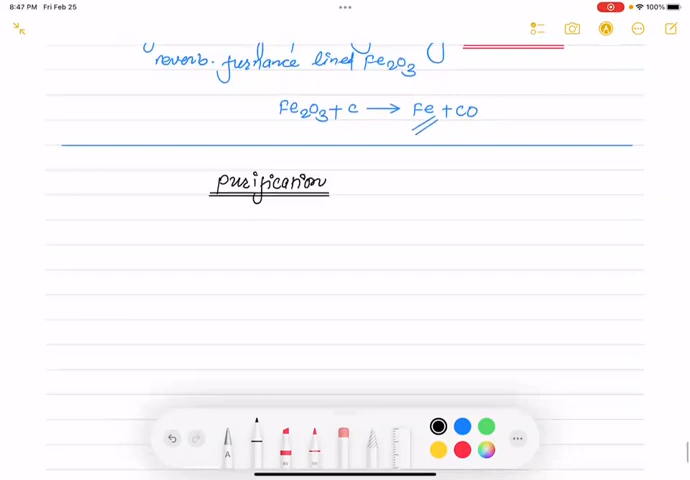 8:47 PM Fri Feb 25
100%
reverb. furnance lined Fe₂O₃
Fe₂O₃ + C → Fe + CO
purification
A